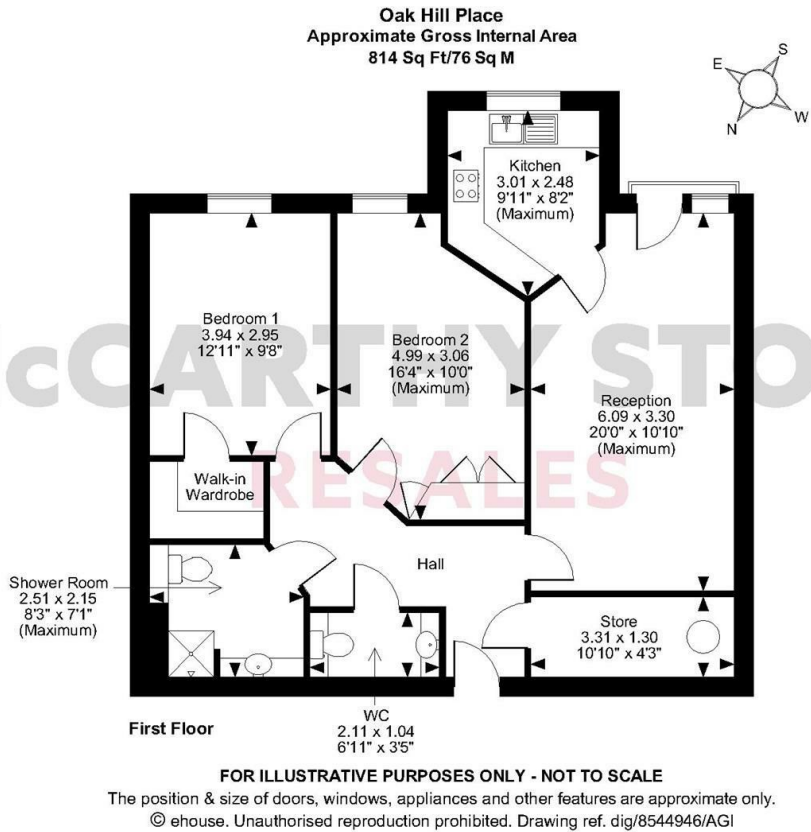 Oak Hill Place
Approximate Gross Internal Area
814 Sq Ft/76 Sq M
E
S
N
W
Kitchen
3.01 x 2.48
9'11" x 8'2"
(Maximum)
Bedroom 1
3.94 x 2.95
12'11" x 9'8"
Bedroom 2
4.99 x 3.06
16'4" x 10'0"
(Maximum)
Reception
6.09 x 3.30
20'0" x 10'10"
(Maximum)
cCARTHY STO
RESALES
Walk-in
Wardrobe
Hall
Shower Room
2.51 x 2.15
8'3" x 7'1"
(Maximum)
Store
3.31 x 1.30
10'10" x 4'3"
WC
2.11 x 1.04
6'11" x 3'5"
First Floor
FOR ILLUSTRATIVE PURPOSES ONLY - NOT TO SCALE
The position & size of doors, windows, appliances and other features are approximate only.
© ehouse. Unauthorised reproduction prohibited. Drawing ref. dig/8544946/AGI